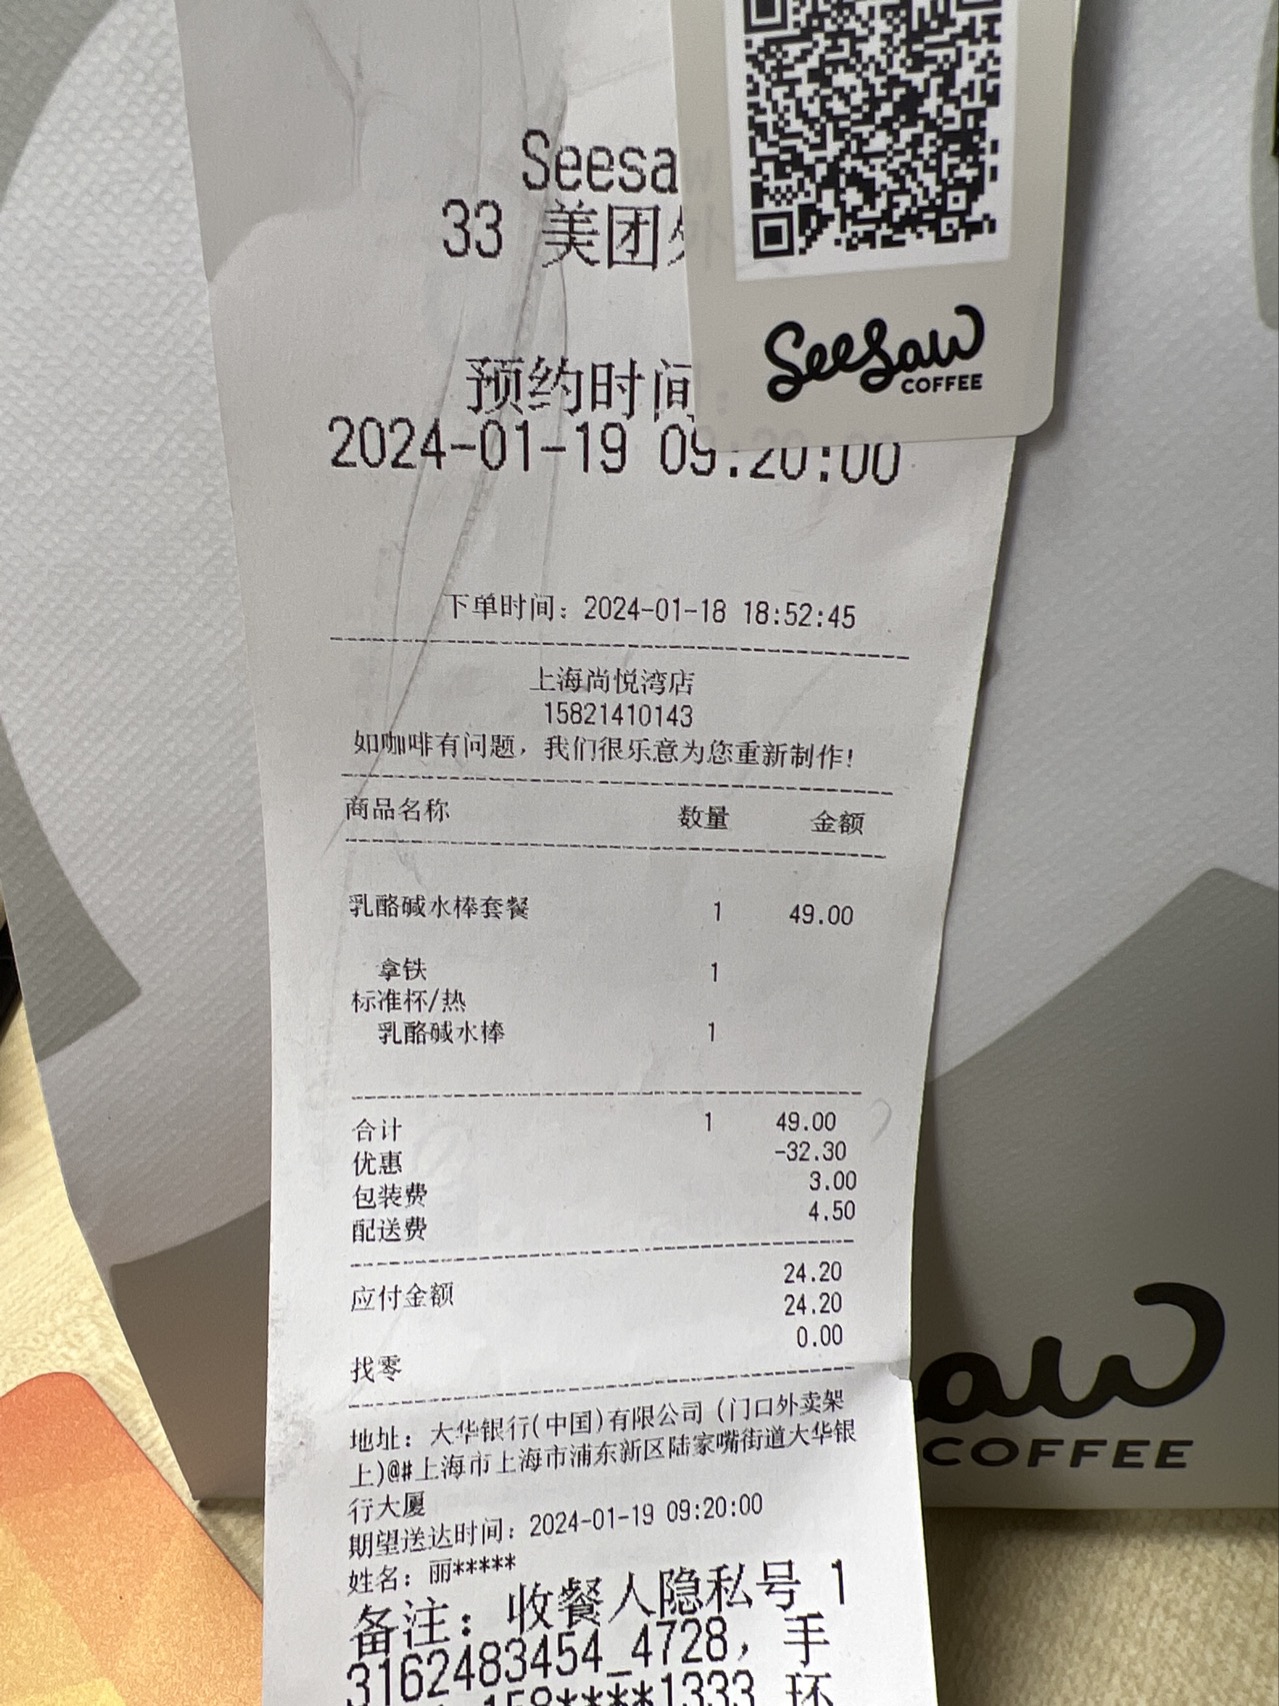 Seesa
33 美团
SeeSaw
COFFEE
预约时间
2024-01-19 09:20:00
下单时间：2024-01-18 18:52:45
上海尚悦湾店
15821410143
如咖啡有问题，我们很乐意为您重新制作!
商品名称 数量 金额
乳酪碱水棒套餐 1 49.00
拿铁 1
标准杯/热
乳酪碱水棒 1
合计 1 49.00
优惠 -32.30
包装费 3.00
配送费 4.50
应付金额 24.20
24.20
找零 0.00
地址：大华银行(中国)有限公司 (门口外卖架
上)@#上海市上海市浦东新区陆家嘴街道大华银
行大厦
期望送达时间：2024-01-19 09:20:00
姓名：丽*****
备注：收餐人隐私号 1
3162483454_4728，手
158****1333 环
aw
COFFEE